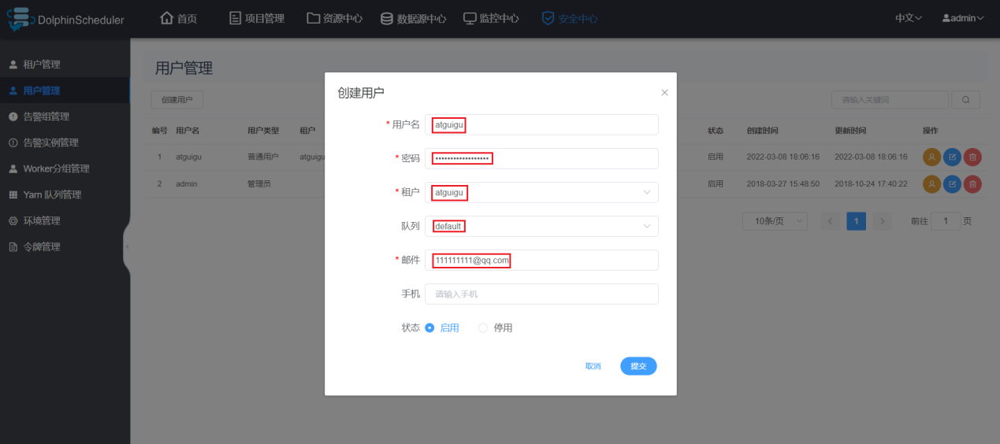 DolphinScheduler 首页 项目管理 资源中心 数据源中心 监控中心 安全中心 中文 admin
租户管理
用户管理
告警组管理
告警实例管理
Worker分组管理
Yarn 队列管理
环境管理
令牌管理
用户管理
创建用户 请输入关键词
编号 用户名 用户类型 租户 状态 创建时间 更新时间 操作
1 atguigu 普通用户 atguigu 启用 2022-03-08 18:06:16 2022-03-08 18:06:16
2 admin 管理员 启用 2018-03-27 15:48:50 2018-10-24 17:40:22
10条/页 1 前往 1 页
创建用户
* 用户名 atguigu
* 密码 •••••••••••••••••
* 租户 atguigu
队列 default
* 邮件 111111111@qq.com
手机 请输入手机
状态 启用 停用
取消 提交